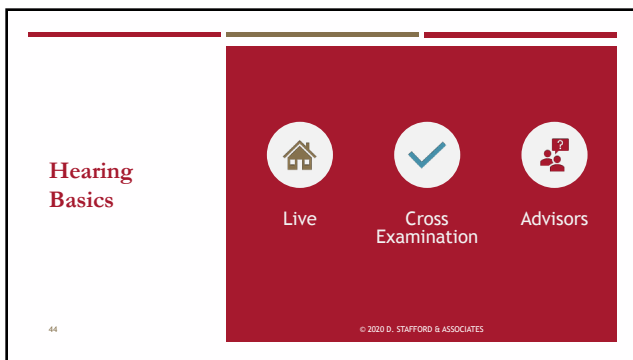 Hearing
Basics
Live
Cross
Examination
Advisors
?
44
© 2020 D. STAFFORD & ASSOCIATES